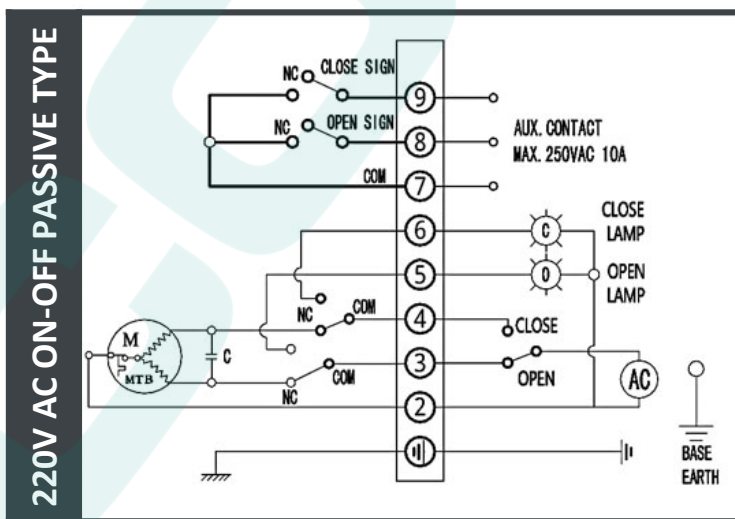 220V AC ON-OFF PASSIVE TYPE
NC CLOSE SIGN 9
NC OPEN SIGN 8 AUX. CONTACT
MAX. 250VAC 10A
COM 7
6 C CLOSE
LAMP
5 O OPEN
LAMP
NC COM 4 CLOSE
M C
MTB
NC COM 3 OPEN AC
2
BASE
EARTH